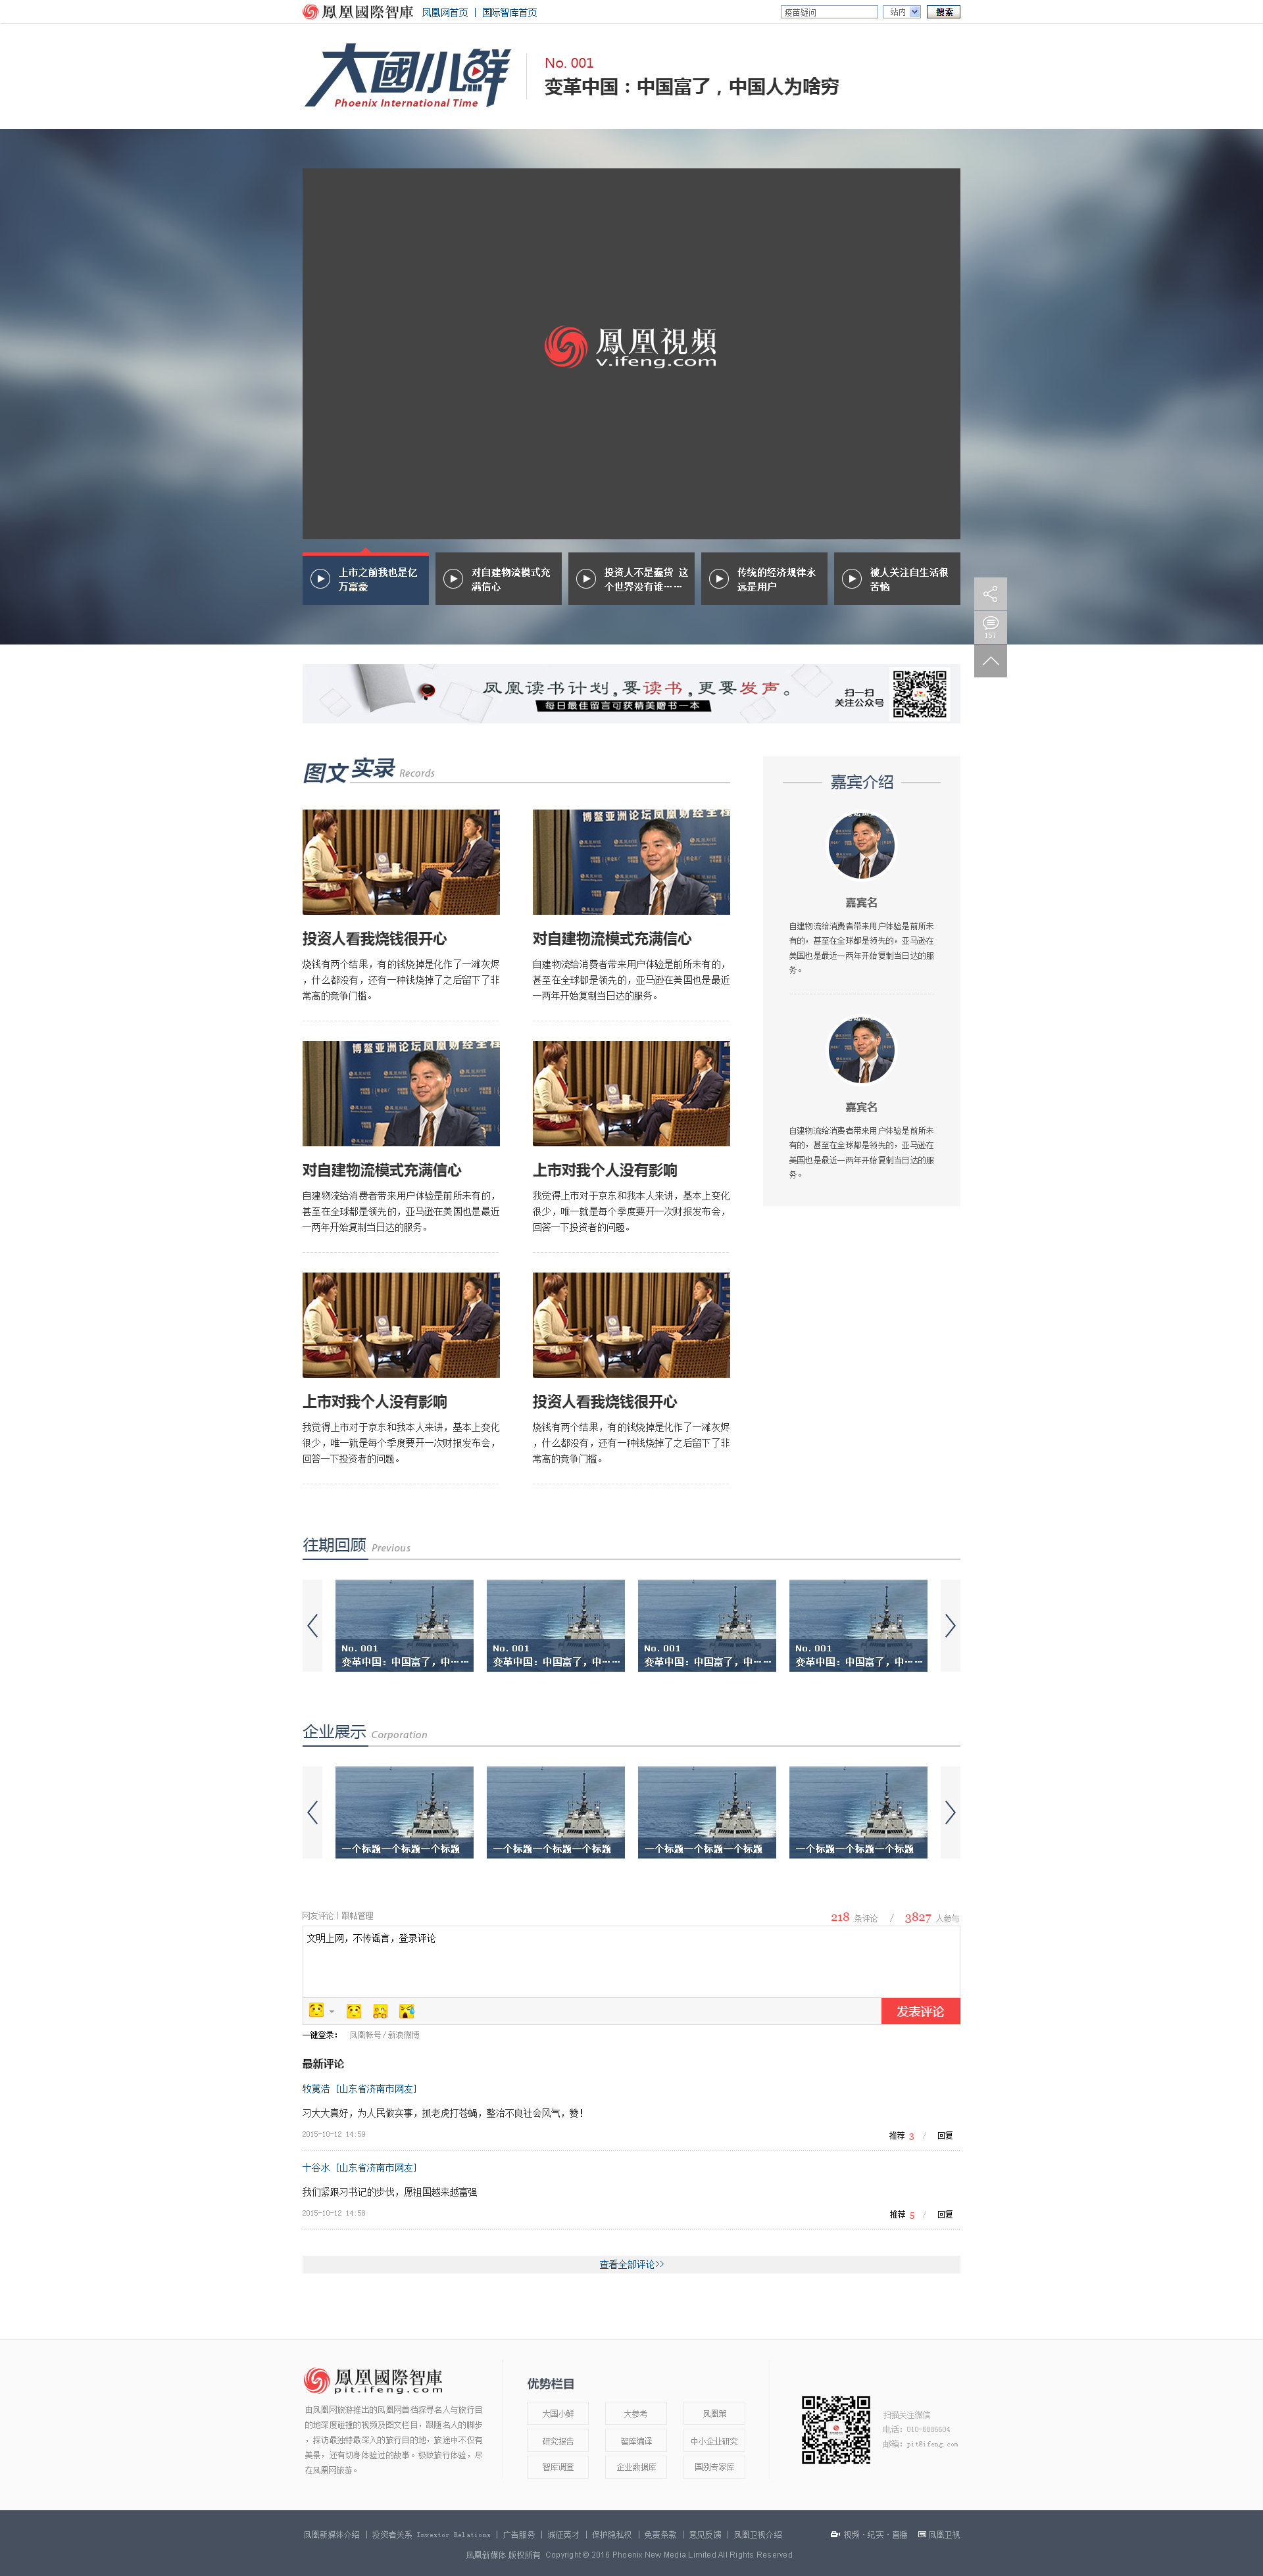 鳳凰國際智庫 凤凰网首页 | 国际智库首页 疫苗疑问 站内 搜索
大國小鮮
Phoenix International Time
No. 001
变革中国：中国富了，中国人为啥穷
鳳凰視頻
v.ifeng.com
上市之前我也是亿
万富豪
对自建物流模式充
满信心
投资人不是蠢货 这
个世界没有谁……
传统的经济规律永
远是用户
被人关注自生活很
苦恼
157
凤凰读书计划,要读书,更要发声。
每日最佳留言可获精美赠书一本
扫一扫
关注公众号
图文实录 Records
投资人看我烧钱很开心
烧钱有两个结果，有的钱烧掉是化作了一滩灰烬
，什么都没有，还有一种钱烧掉了之后留下了非
常高的竞争门槛。
对自建物流模式充满信心
自建物流给消费者带来用户体验是前所未有的，
甚至在全球都是领先的，亚马逊在美国也是最近
一两年开始复制当日达的服务。
对自建物流模式充满信心
自建物流给消费者带来用户体验是前所未有的，
甚至在全球都是领先的，亚马逊在美国也是最近
一两年开始复制当日达的服务。
上市对我个人没有影响
我觉得上市对于京东和我本人来讲，基本上变化
很少，唯一就是每个季度要开一次财报发布会，
回答一下投资者的问题。
上市对我个人没有影响
我觉得上市对于京东和我本人来讲，基本上变化
很少，唯一就是每个季度要开一次财报发布会，
回答一下投资者的问题。
投资人看我烧钱很开心
烧钱有两个结果，有的钱烧掉是化作了一滩灰烬
，什么都没有，还有一种钱烧掉了之后留下了非
常高的竞争门槛。
嘉宾介绍
嘉宾名
自建物流给消费者带来用户体验是前所未
有的，甚至在全球都是领先的，亚马逊在
美国也是最近一两年开始复制当日达的服
务。
嘉宾名
自建物流给消费者带来用户体验是前所未
有的，甚至在全球都是领先的，亚马逊在
美国也是最近一两年开始复制当日达的服
务。
往期回顾 Previous
No. 001
变革中国：中国富了，中……
No. 001
变革中国：中国富了，中……
No. 001
变革中国：中国富了，中……
No. 001
变革中国：中国富了，中……
企业展示 Corporation
一个标题一个标题一个标题
一个标题一个标题一个标题
一个标题一个标题一个标题
一个标题一个标题一个标题
网友评论 | 跟帖管理 218 条评论 / 3827 人参与
文明上网，不传谣言，登录评论
发表评论
一键登录： 凤凰帐号 / 新浪微博
最新评论
牧篱浩 [山东省济南市网友]
习大大真好，为人民做实事，抓老虎打苍蝇，整治不良社会风气，赞！
2015-10-12 14:59 推荐 3 / 回复
十谷水 [山东省济南市网友]
我们紧跟习书记的步伐，愿祖国越来越富强
2015-10-12 14:58 推荐 5 / 回复
查看全部评论>>
鳳凰國際智庫
pit.ifeng.com
由凤凰网旅游推出的凤凰网首档探寻名人与旅行目
的地深度碰撞的视频及图文栏目，跟随名人的脚步
，探访最独特最深入的旅行目的地，旅途中不仅有
美景，还有切身体验过的故事。极致旅行体验，尽
在凤凰网旅游。
优势栏目
大国小鲜 大参考 凤凰策
研究报告 智库编译 中小企业研究
智库调查 企业数据库 国别专家库
扫描关注微信
电话：010-6886604
邮箱：pit@ifeng.com
凤凰新媒体介绍 | 投资者关系 Investor Relations | 广告服务 | 诚征英才 | 保护隐私权 | 免责条款 | 意见反馈 | 凤凰卫视介绍 视频·纪实·直播 凤凰卫视
凤凰新媒体 版权所有 Copyright © 2016 Phoenix New Media Limited All Rights Reserved